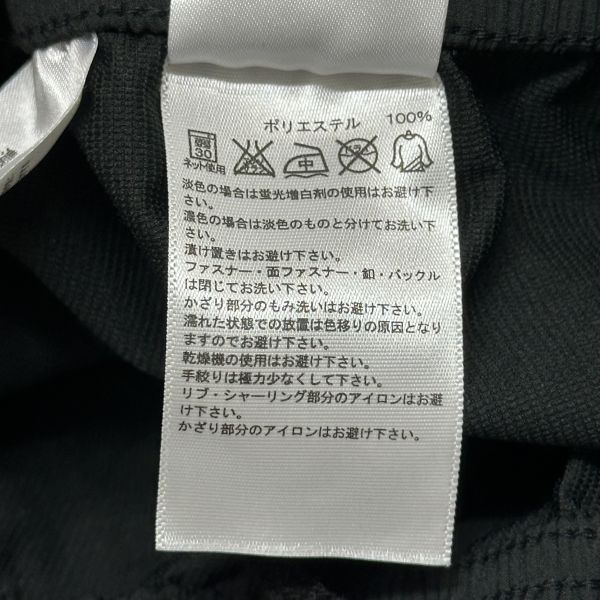 ポリエステル 100%
弱
30
中
ネット使用
淡色の場合は蛍光増白剤の使用はお避け下
さい。
濃色の場合は淡色のものと分けてお洗い下
さい。
漬け置きはお避け下さい。
ファスナー・面ファスナー・釦・バックル
は閉じてお洗い下さい。
かざり部分のもみ洗いはお避け下さい。
濡れた状態での放置は色移りの原因となり
ますのでお避け下さい。
乾燥機の使用はお避け下さい。
手絞りは極力少なくして下さい。
リブ・シャーリング部分のアイロンはお避
け下さい。
かざり部分のアイロンはお避け下さい。